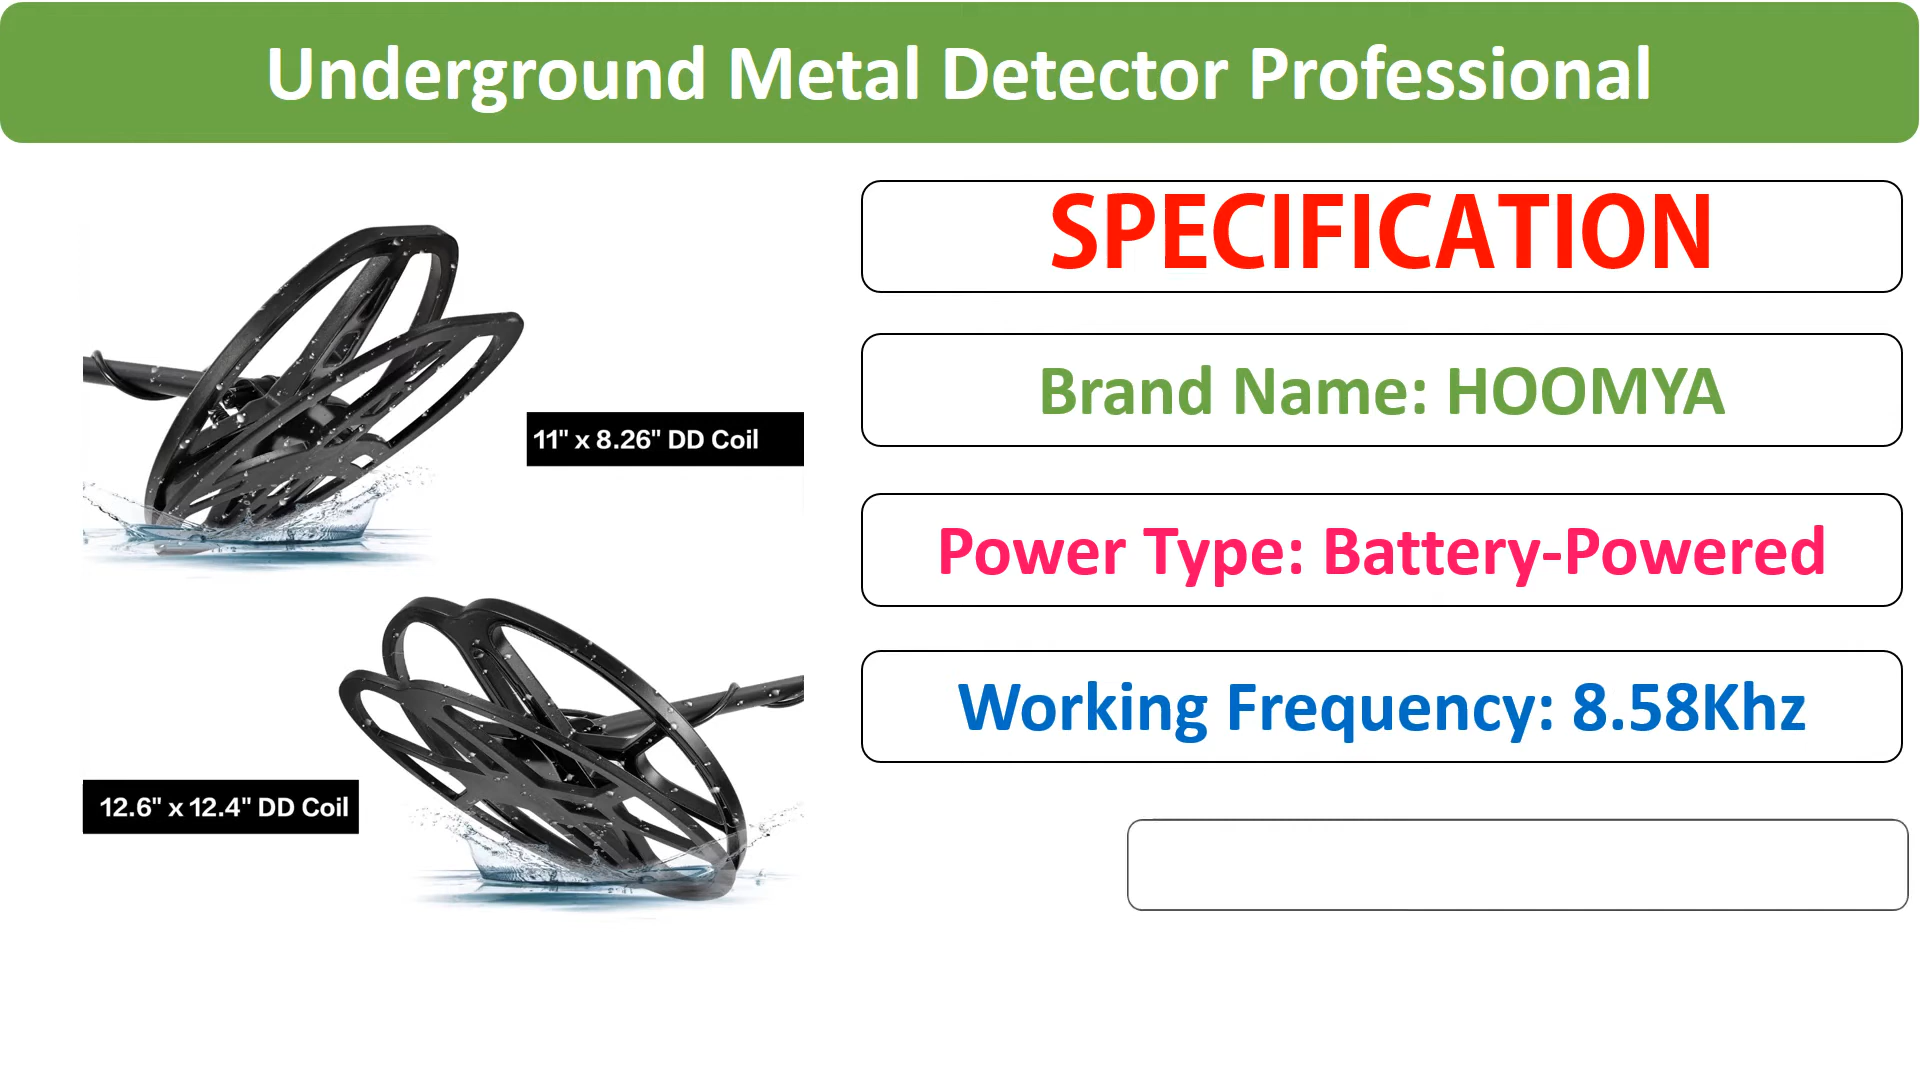 Underground Metal Detector Professional
SPECIFICATION
Brand Name: HOOMYA
Power Type: Battery-Powered
Working Frequency: 8.58Khz
11" x 8.26" DD Coil
12.6" x 12.4" DD Coil